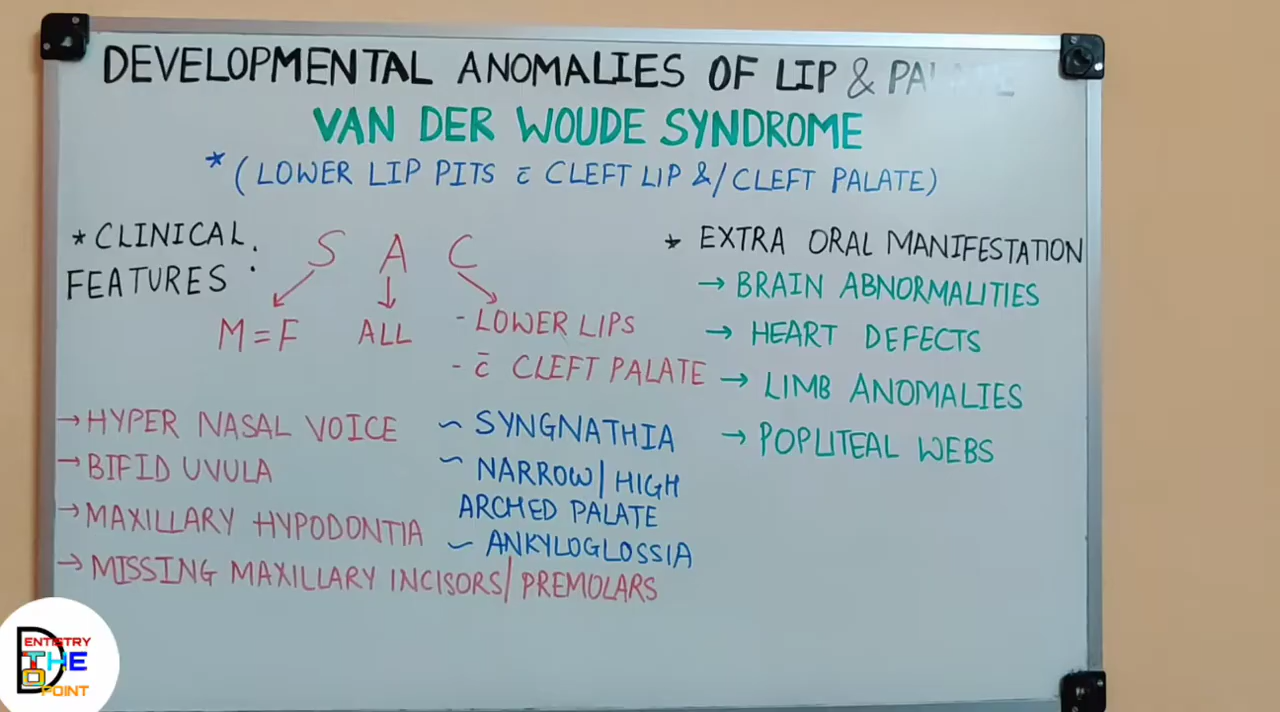 DEVELOPMENTAL ANOMALIES OF LIP & PALATE
VAN DER WOUDE SYNDROME
* (LOWER LIP PITS c̄ CLEFT LIP &/CLEFT PALATE)
* CLINICAL
FEATURES :
S A C
M = F ALL - LOWER LIPS
- c̄ CLEFT PALATE
→ HYPER NASAL VOICE
→ BIFID UVULA
→ MAXILLARY HYPODONTIA
→ MISSING MAXILLARY INCISORS/PREMOLARS
~ SYNGNATHIA
~ NARROW/HIGH
ARCHED PALATE
~ ANKYLOGLOSSIA
* EXTRA ORAL MANIFESTATION
→ BRAIN ABNORMALITIES
→ HEART DEFECTS
→ LIMB ANOMALIES
→ POPLITEAL WEBS
DENTISTRY
THE
TO
POINT